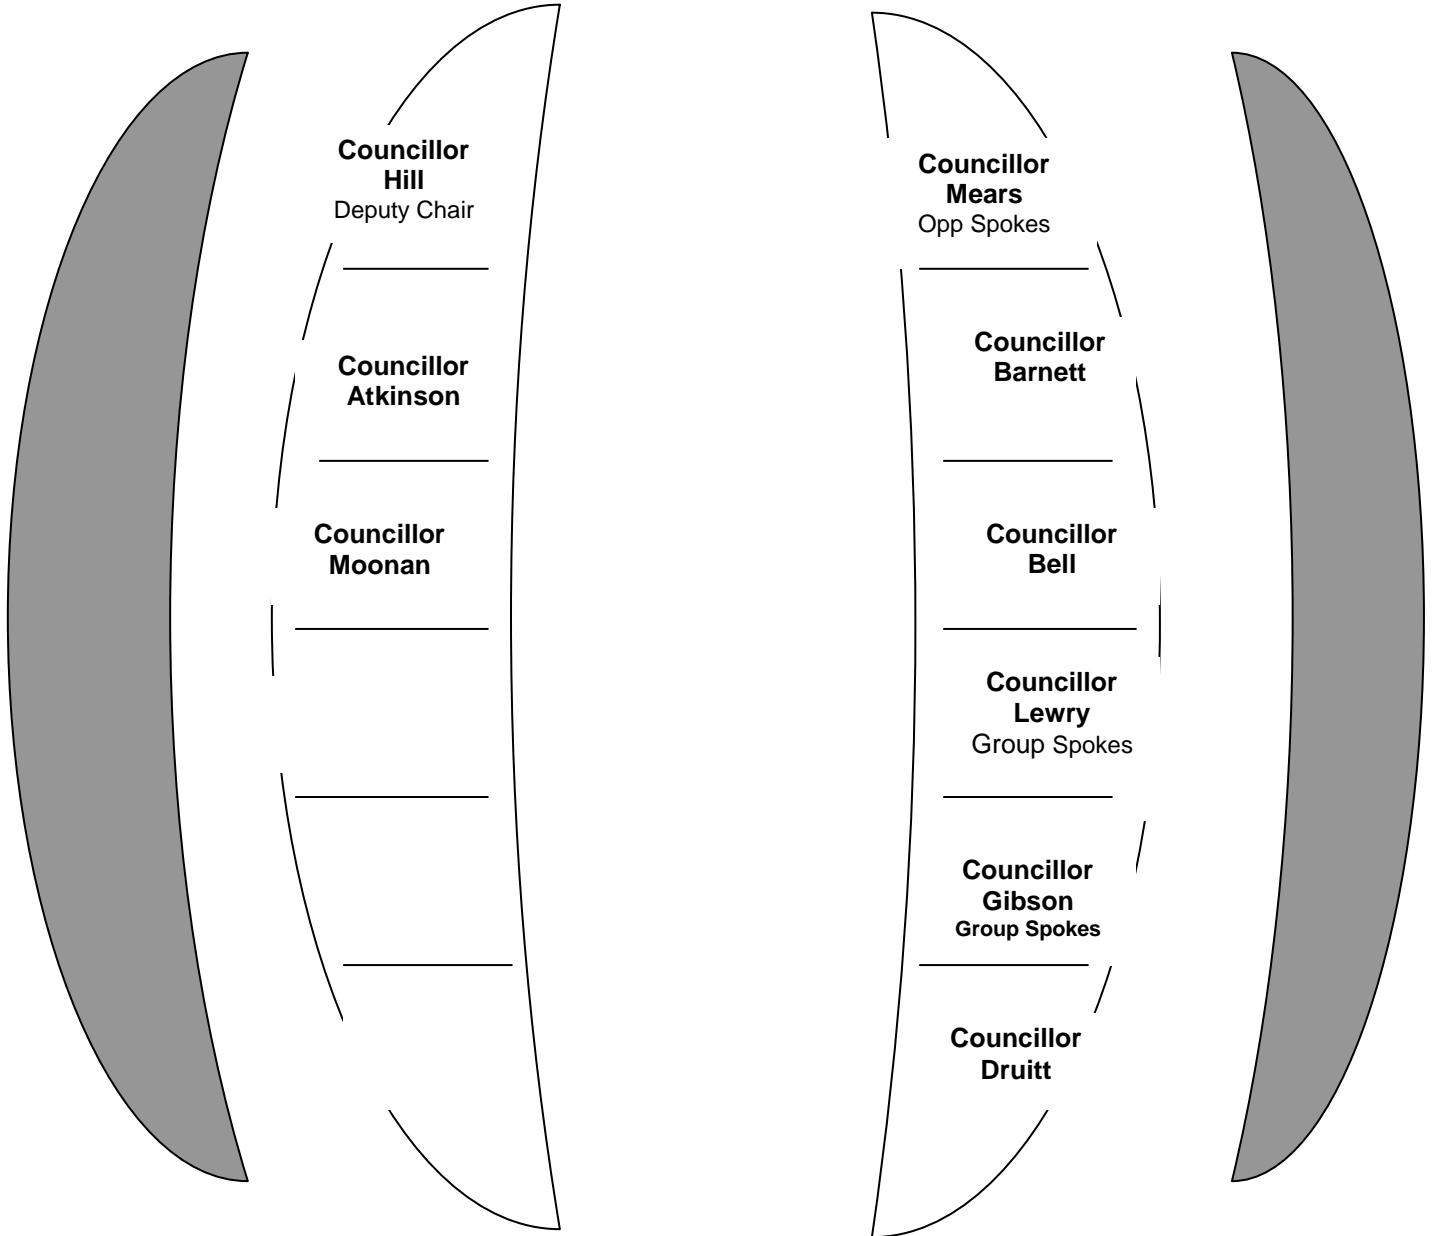 Councillor
Hill
Deputy Chair
Councillor
Atkinson
Councillor
Moonan
Councillor
Mears
Opp Spokes
Councillor
Barnett
Councillor
Bell
Councillor
Lewry
Group Spokes
Councillor
Gibson
Group Spokes
Councillor
Druitt